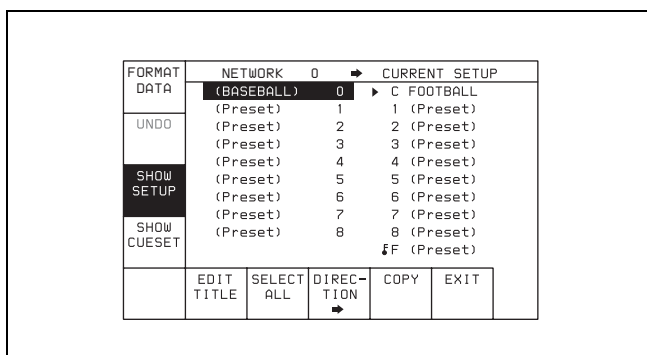 FORMAT DATA
NETWORK 0 ➡ CURRENT SETUP
(BASEBALL) 0 ▶ C FOOTBALL
(Preset) 1 1 (Preset)
UNDO
(Preset) 2 2 (Preset)
(Preset) 3 3 (Preset)
(Preset) 4 4 (Preset)
SHOW SETUP
(Preset) 5 5 (Preset)
(Preset) 6 6 (Preset)
(Preset) 7 7 (Preset)
SHOW CUESET
(Preset) 8 8 (Preset)
F (Preset)
EDIT TITLE
SELECT ALL
DIREC-
TION
➡
COPY
EXIT